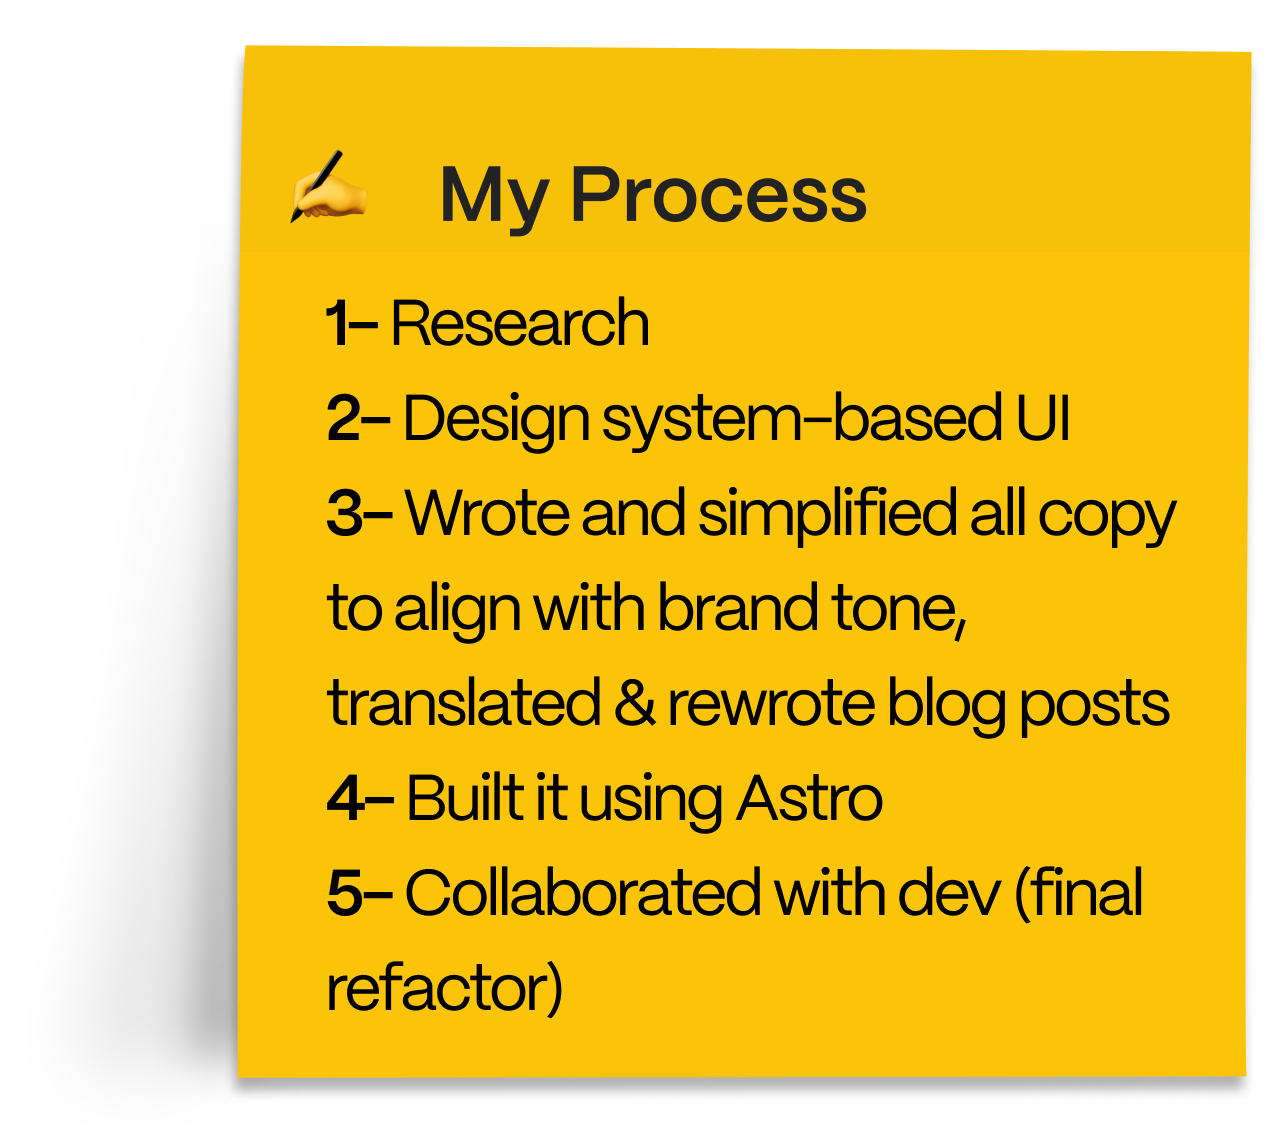 ✍️ My Process
1– Research
2– Design system-based UI
3– Wrote and simplified all copy
to align with brand tone,
translated & rewrote blog posts
4– Built it using Astro
5– Collaborated with dev (final
refactor)